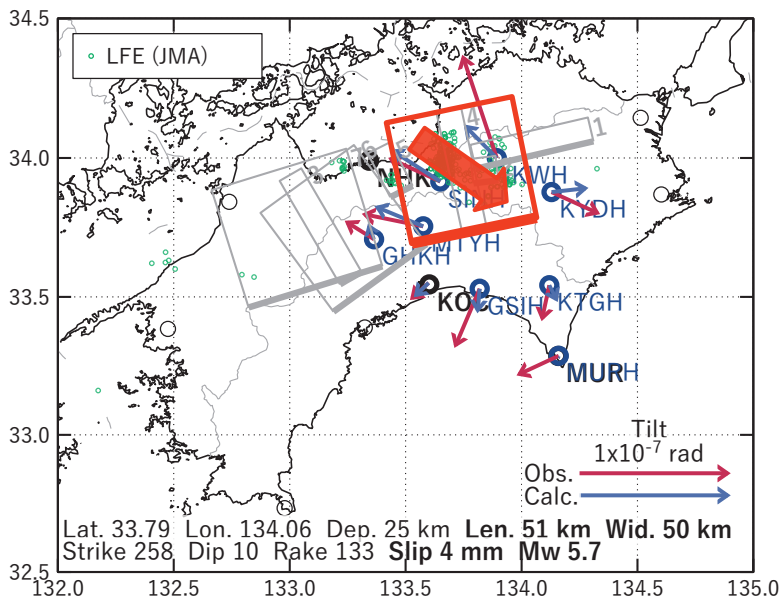 34.5
LFE (JMA)
4
1
16
34.0
NHK
KWH
KYDH
MTYH
GHKH
33.5
KOC
GSIH
KTGH
MURH
33.0
Tilt
1x10⁻⁷ rad
Obs.
Calc.
Lat. 33.79 Lon. 134.06 Dep. 25 km Len. 51 km Wid. 50 km
Strike 258 Dip 10 Rake 133 Slip 4 mm Mw 5.7
32.5
132.0 132.5 133.0 133.5 134.0 134.5 135.0